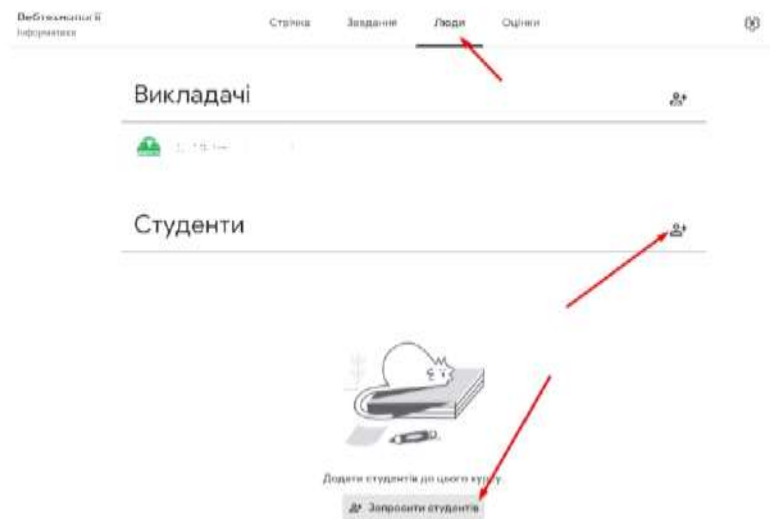 Вебтехнології
Інформатика
Стрічка Завдання Люди Оцінки
Викладачі
Студенти
Додати студентів до цього курсу
Запросити студентів